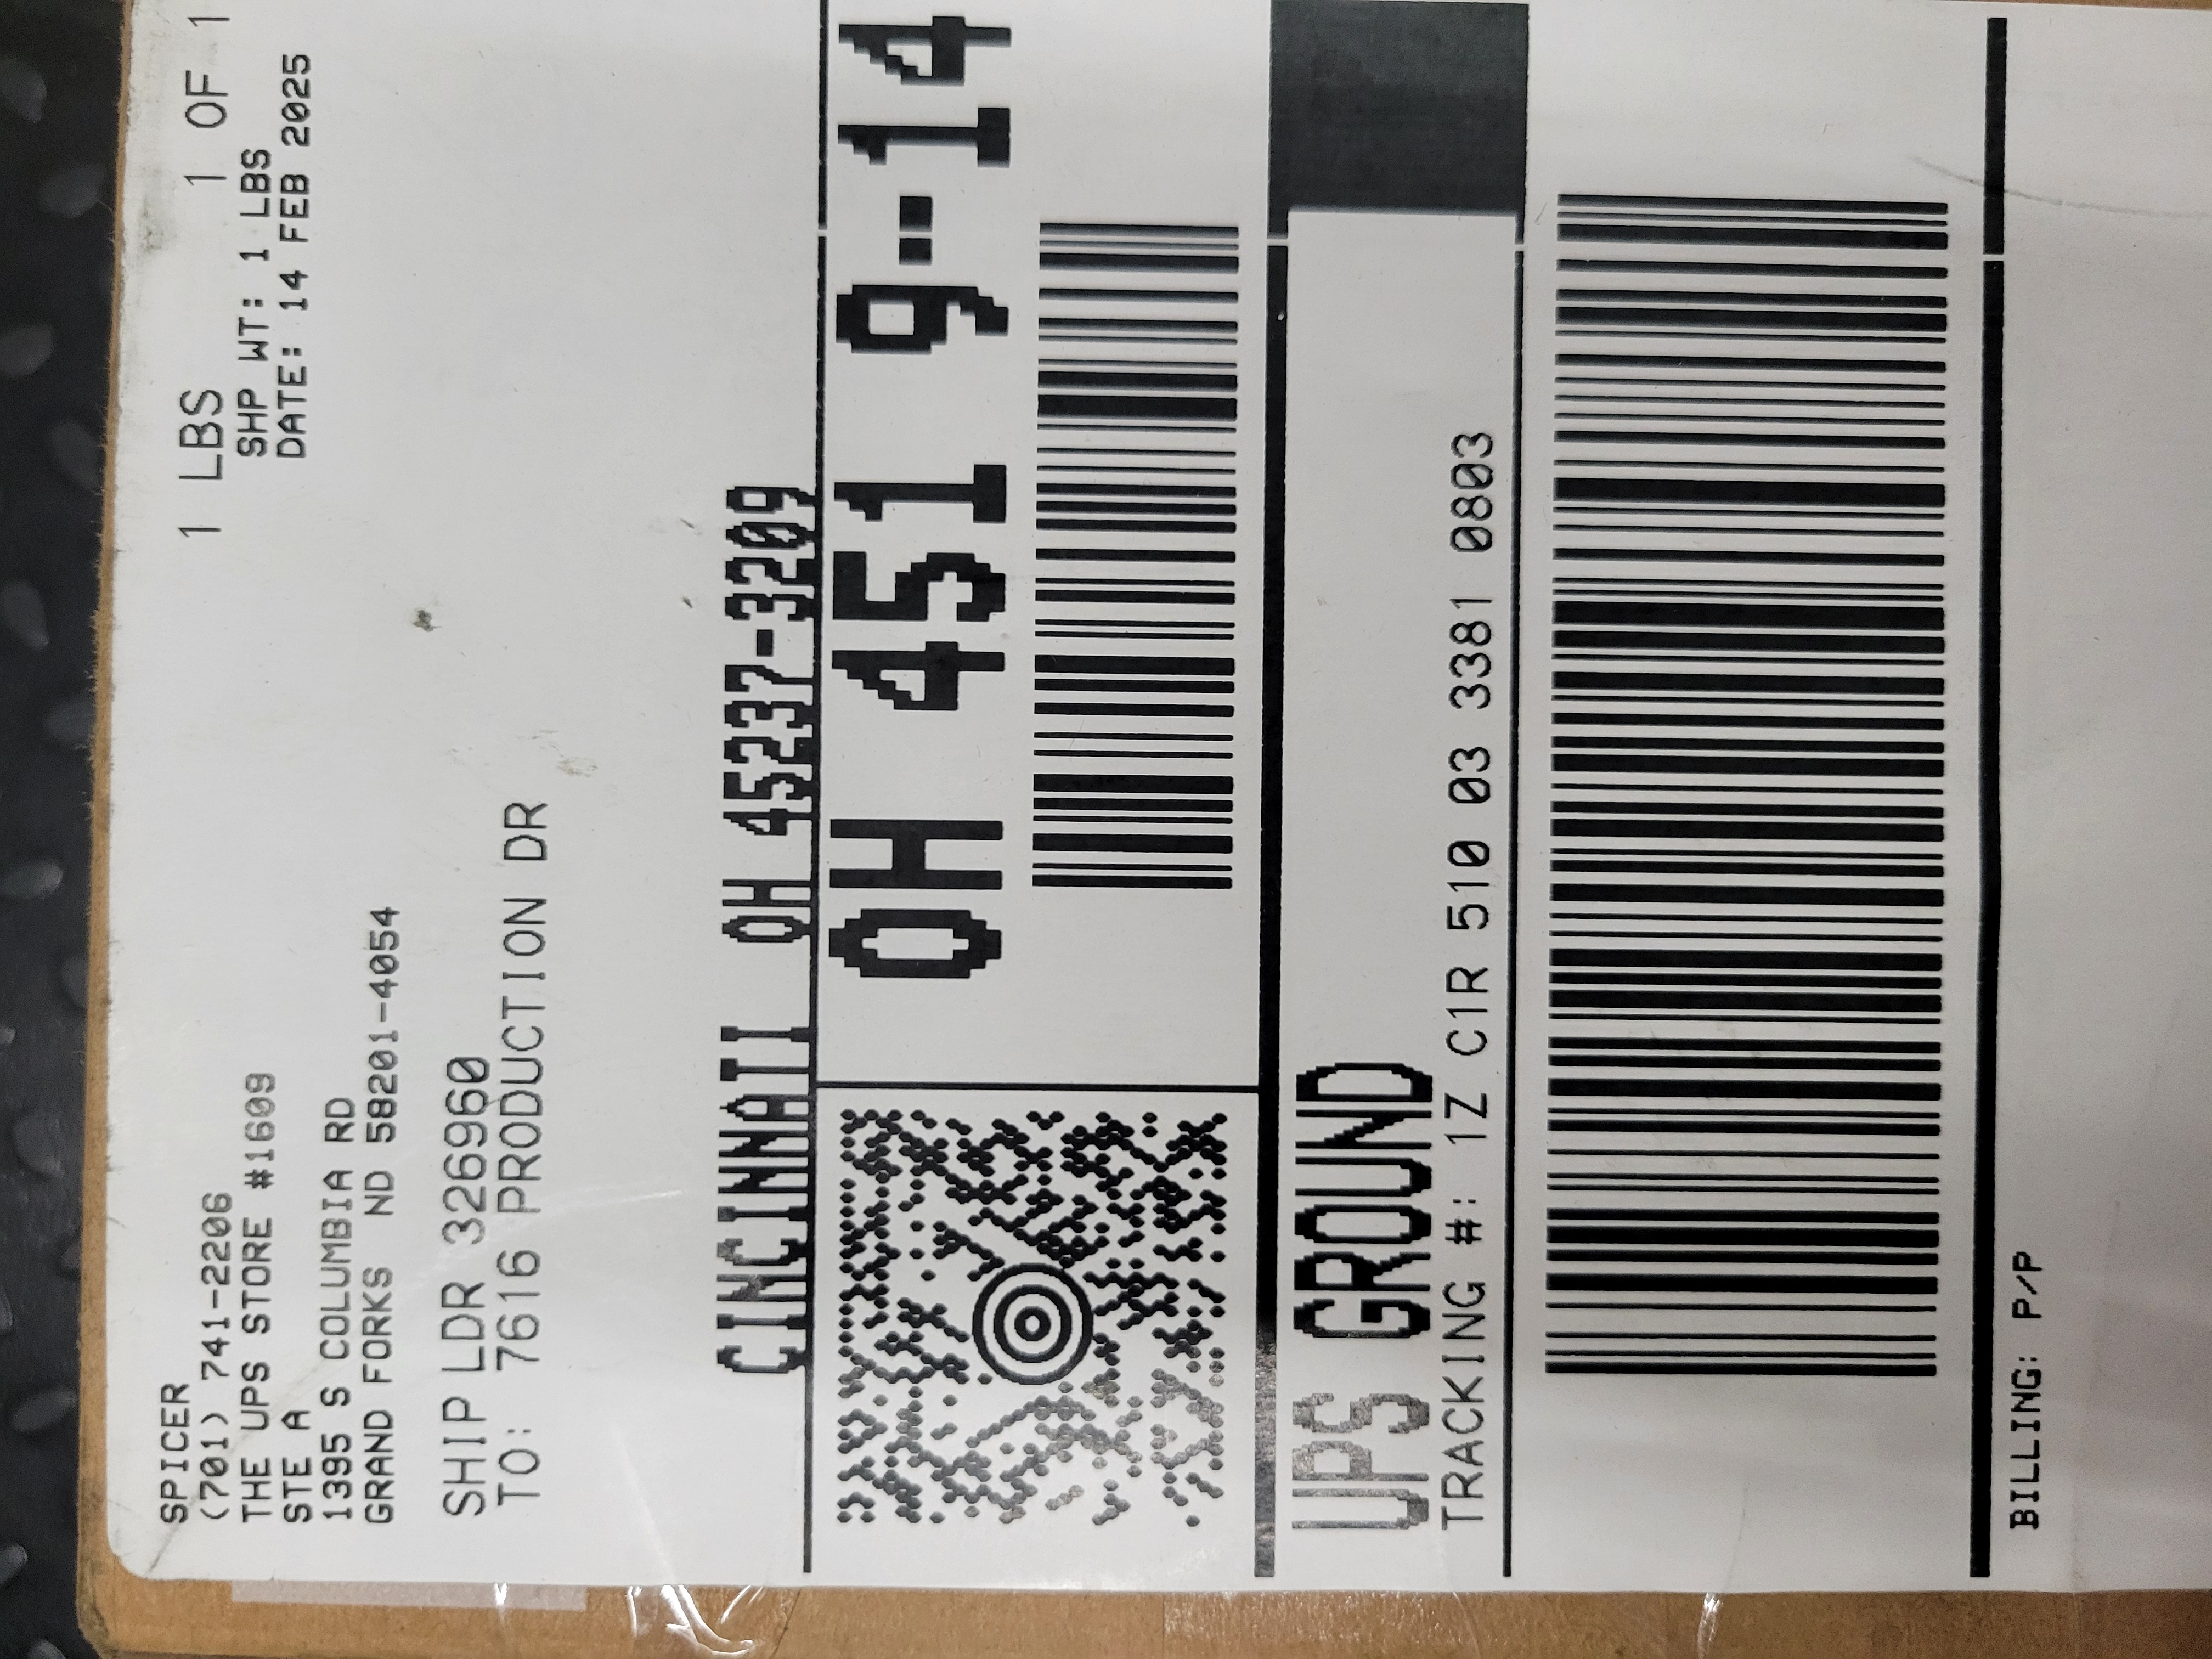 SPICER
(701) 741-2206
THE UPS STORE #1609
STE A
1395 S COLUMBIA RD
GRAND FORKS ND 58201-4054
1 LBS 1 OF 1
SHP WT: 1 LBS
DATE: 14 FEB 2025
SHIP LDR 326960
TO: 7616 PRODUCTION DR
CINCINNATI OH 45237-3209
OH 451 9-14
UPS GROUND
TRACKING #: 1Z C1R 510 03 3381 0803
BILLING: P/P